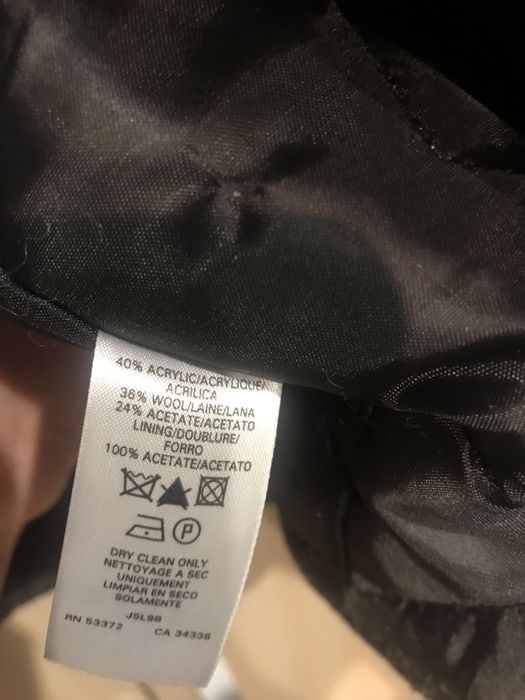 40% ACRYLIC/ACRYLIQUE/
ACRILICA
36% WOOL/LAINE/LANA
24% ACETATE/ACETATO
LINING/DOUBLURE/
FORRO
100% ACETATE/ACETATO
P
DRY CLEAN ONLY
NETTOYAGE A SEC
UNIQUEMENT
LIMPIAR EN SECO
SOLAMENTE
J5L9B
RN 53372 CA 34338